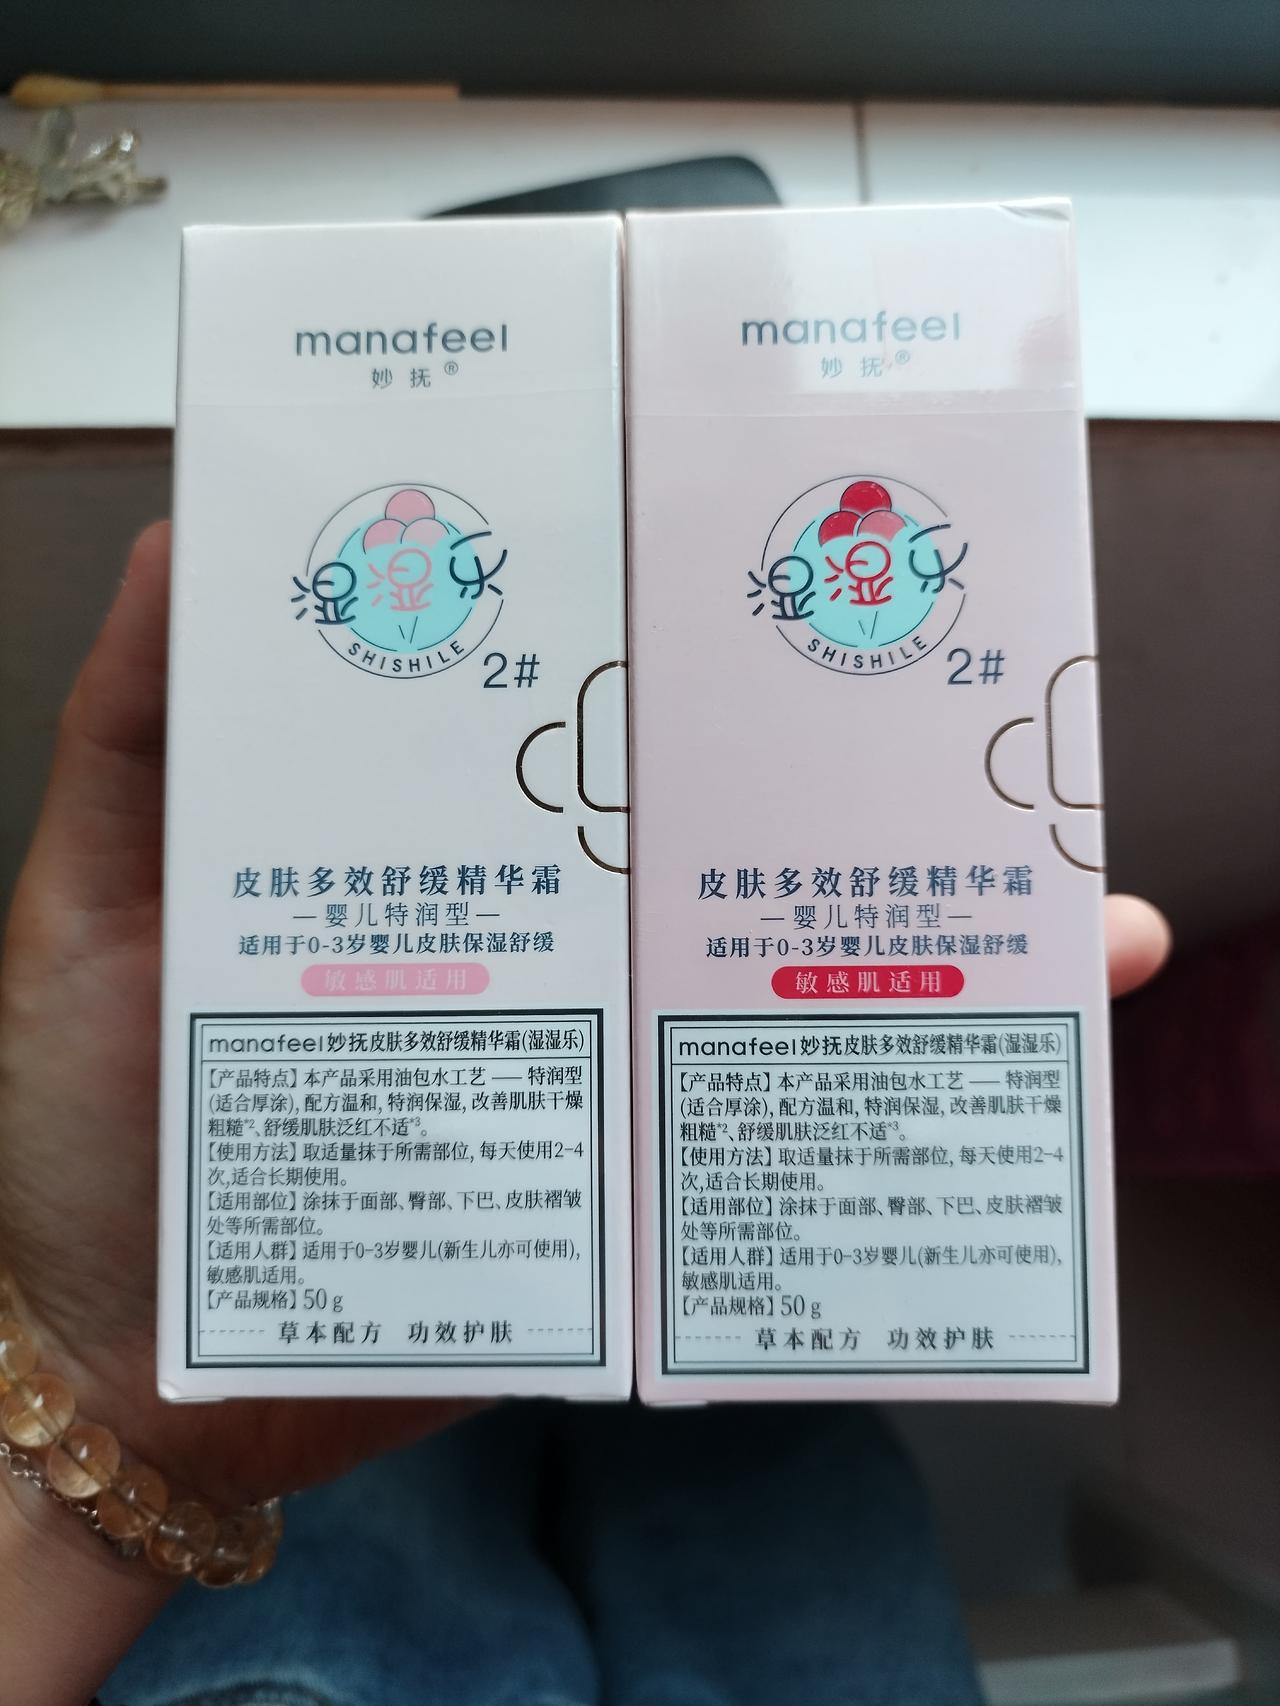 manafeel
妙抚®
湿湿乐
SHISHILE
2#
皮肤多效舒缓精华霜
—婴儿特润型—
适用于0-3岁婴儿皮肤保湿舒缓
敏感肌适用
manafeel妙抚皮肤多效舒缓精华霜(湿湿乐)
【产品特点】本产品采用油包水工艺 —— 特润型
(适合厚涂), 配方温和, 特润保湿, 改善肌肤干燥
粗糙*2、舒缓肌肤泛红不适*3。
【使用方法】取适量抹于所需部位, 每天使用2-4
次,适合长期使用。
【适用部位】涂抹于面部、臀部、下巴、皮肤褶皱
处等所需部位。
【适用人群】适用于0-3岁婴儿(新生儿亦可使用),
敏感肌适用。
【产品规格】50 g
草本配方 功效护肤
manafeel
妙抚®
湿湿乐
SHISHILE
2#
皮肤多效舒缓精华霜
—婴儿特润型—
适用于0-3岁婴儿皮肤保湿舒缓
敏感肌适用
manafeel妙抚皮肤多效舒缓精华霜(湿湿乐)
【产品特点】本产品采用油包水工艺 —— 特润型
(适合厚涂), 配方温和, 特润保湿, 改善肌肤干燥
粗糙*2、舒缓肌肤泛红不适*3。
【使用方法】取适量抹于所需部位, 每天使用2-4
次,适合长期使用。
【适用部位】涂抹于面部、臀部、下巴、皮肤褶皱
处等所需部位。
【适用人群】适用于0-3岁婴儿(新生儿亦可使用),
敏感肌适用。
【产品规格】50 g
草本配方 功效护肤